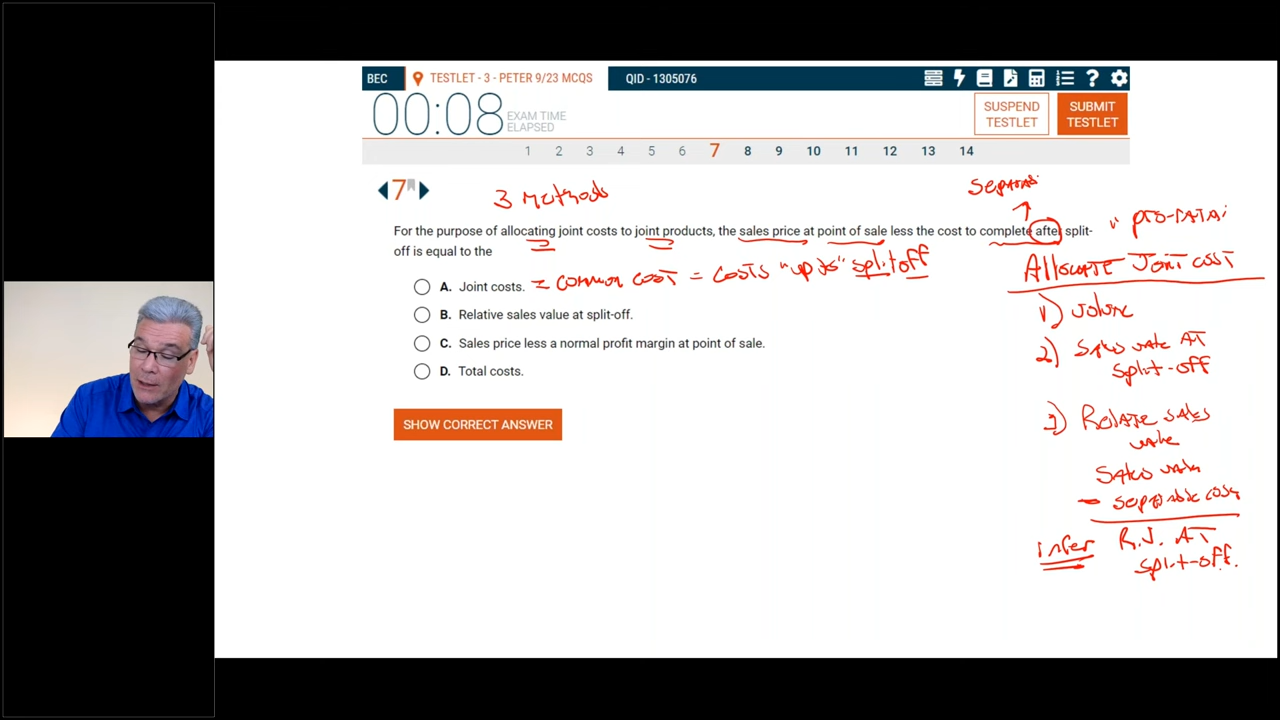 BEC TESTLET - 3 - PETER 9/23 MCQS QID - 1305076
00:08 EXAM TIME ELAPSED
SUSPEND TESTLET
SUBMIT TESTLET
1 2 3 4 5 6 7 8 9 10 11 12 13 14
7
3 Methods
For the purpose of allocating joint costs to joint products, the sales price at point of sale less the cost to complete after split-
off is equal to the
A. Joint costs.
= common cost = costs "up to" split off
B. Relative sales value at split-off.
C. Sales price less a normal profit margin at point of sale.
D. Total costs.
SHOW CORRECT ANSWER
"pro-rata"
Allocate Joint Cost
1)
2) Sales value AT
split-off
3) Relative Sales
value
Sales value
- separable costs
Infer R.V. AT
split-off.